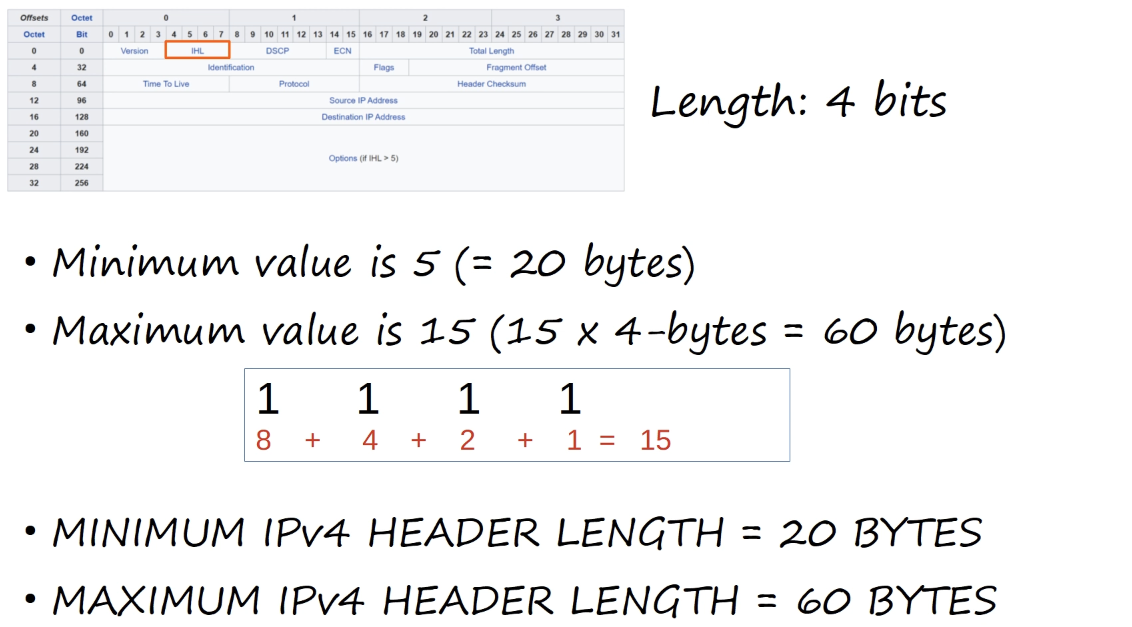 Offsets Octet 0 1 2 3
Octet Bit 0 1 2 3 4 5 6 7 8 9 10 11 12 13 14 15 16 17 18 19 20 21 22 23 24 25 26 27 28 29 30 31
0 0 Version IHL DSCP ECN Total Length
4 32 Identification Flags Fragment Offset
8 64 Time To Live Protocol Header Checksum
12 96 Source IP Address
16 128 Destination IP Address
20 160
24 192
Options (if IHL > 5)
28 224
32 256
Length: 4 bits
• Minimum value is 5 (= 20 bytes)
• Maximum value is 15 (15 x 4-bytes = 60 bytes)
1 1 1 1
8 + 4 + 2 + 1 = 15
• MINIMUM IPv4 HEADER LENGTH = 20 BYTES
• MAXIMUM IPv4 HEADER LENGTH = 60 BYTES